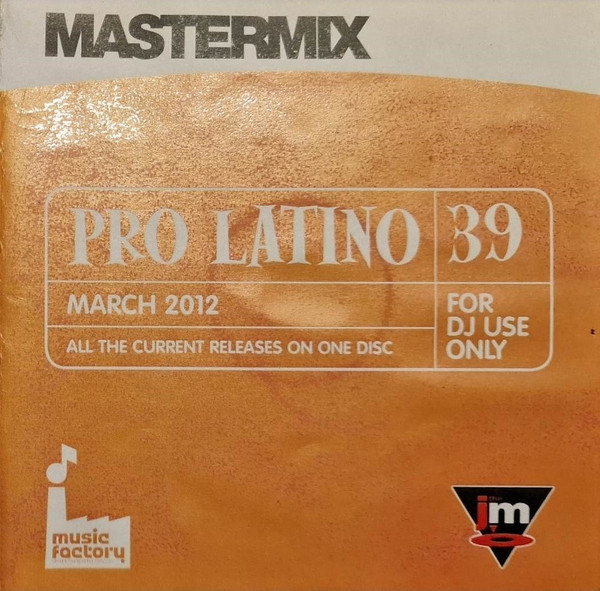 MASTERMIX
PRO LATINO 39
MARCH 2012
FOR
DJ USE
ONLY
ALL THE CURRENT RELEASES ON ONE DISC
music
factory
jm